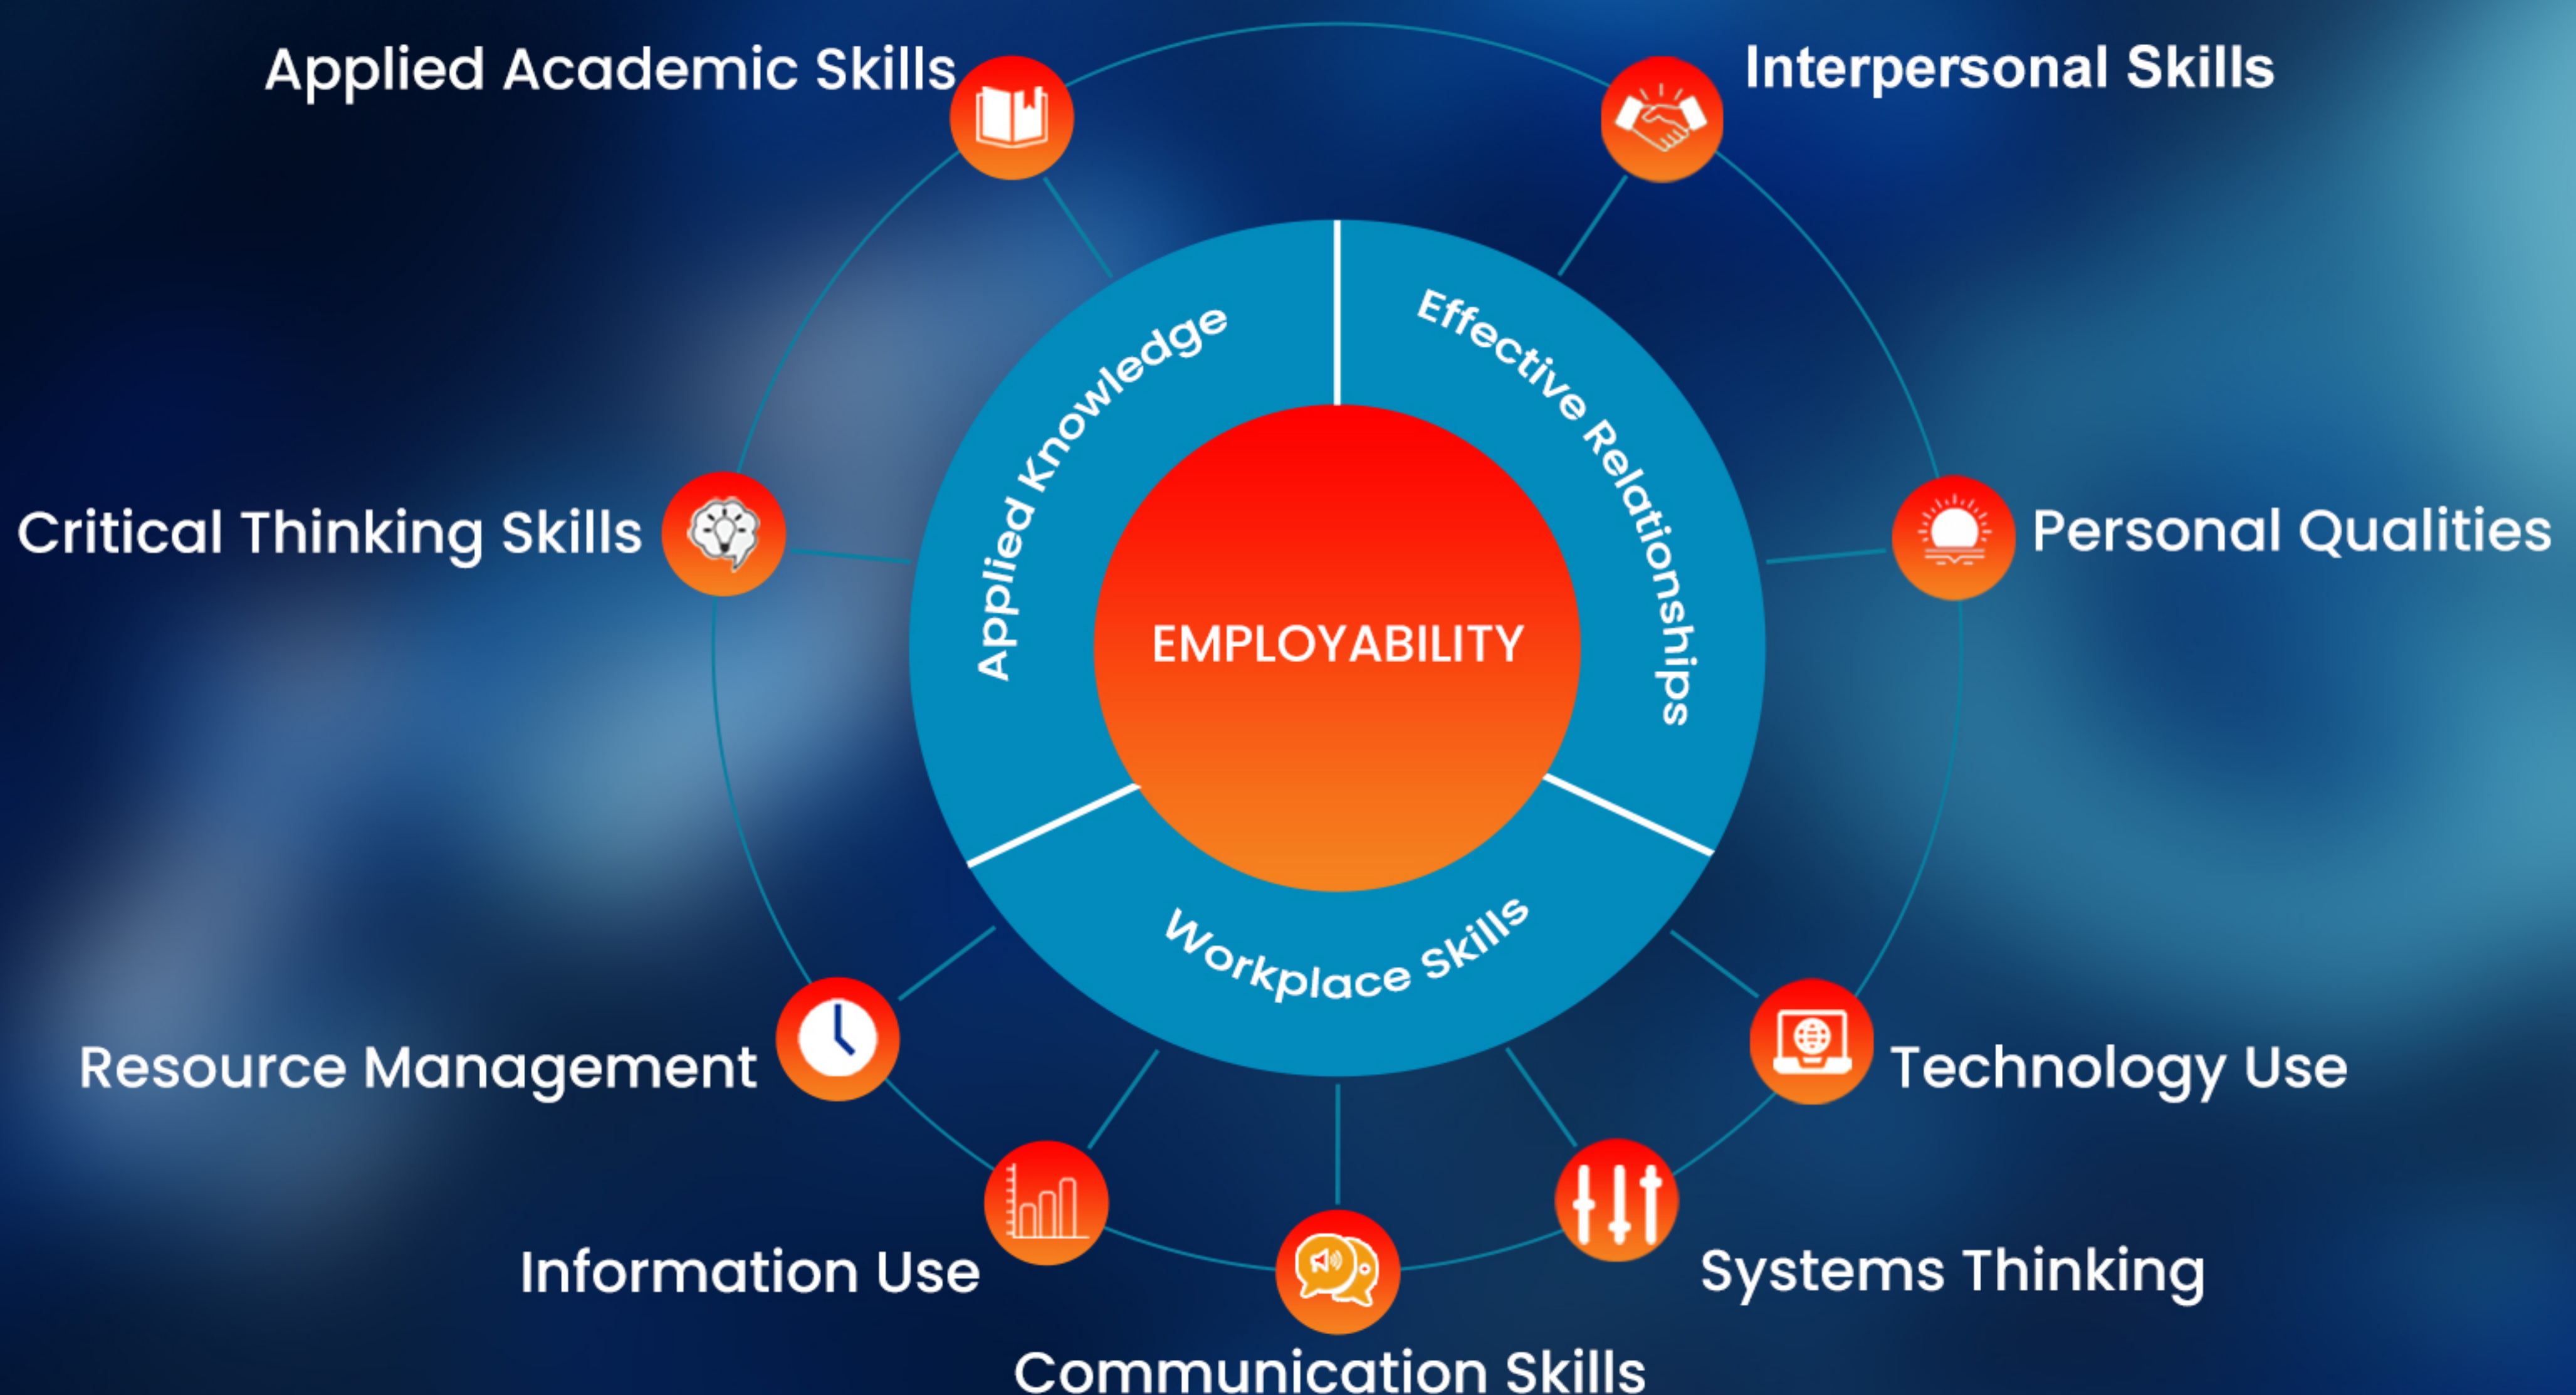 Applied Academic Skills
Interpersonal Skills
Effective Relationships
Applied Knowledge
Critical Thinking Skills
Personal Qualities
EMPLOYABILITY
Workplace Skills
Resource Management
Technology Use
Information Use
Systems Thinking
Communication Skills